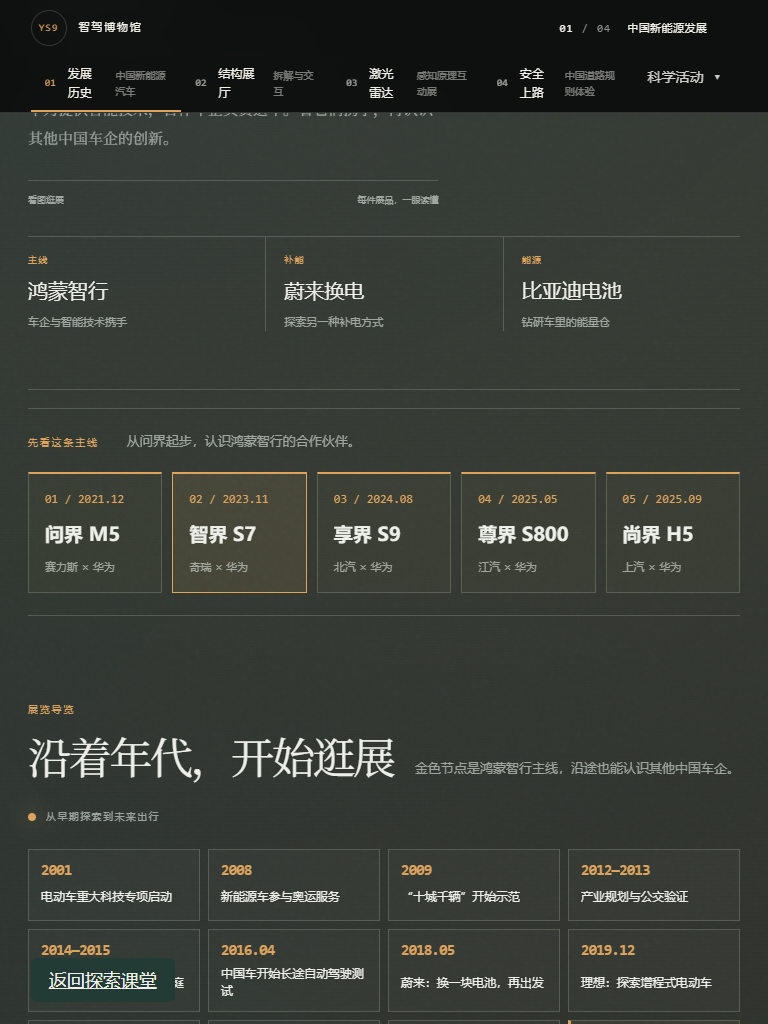 YS9 智驾博物馆
01 / 04 中国新能源发展
01 发展历史 中国新能源汽车
02 结构展厅 拆解与交互
03 激光雷达 感知原理互动展
04 安全上路 中国道路规则体验
科学活动 ▼
其他中国车企的创新。
看图逛展 每件展品，一眼读懂
主线
鸿蒙智行
车企与智能技术携手
补能
蔚来换电
探索另一种补电方式
能源
比亚迪电池
钻研车里的能量仓
先看这条主线 从问界起步，认识鸿蒙智行的合作伙伴。
01 / 2021.12
问界 M5
赛力斯 × 华为
02 / 2023.11
智界 S7
奇瑞 × 华为
03 / 2024.08
享界 S9
北汽 × 华为
04 / 2025.05
尊界 S800
江汽 × 华为
05 / 2025.09
尚界 H5
上汽 × 华为
展览导览
沿着年代，开始逛展 金色节点是鸿蒙智行主线，沿途也能认识其他中国车企。
从早期探索到未来出行
2001
电动车重大科技专项启动
2008
新能源车参与奥运服务
2009
“十城千辆”开始示范
2012—2013
产业规划与公交验证
2014—2015
庭
返回探索课堂
2016.04
中国车开始长途自动驾驶测试
2018.05
蔚来：换一块电池，再出发
2019.12
理想：探索增程式电动车